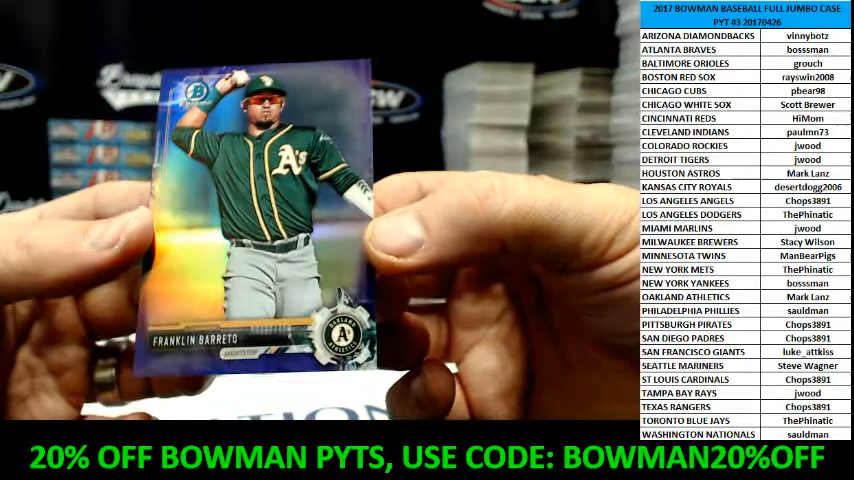 2017 BOWMAN BASEBALL FULL JUMBO CASE
PYT #3 20170426
ARIZONA DIAMONDBACKS vinnybotz
ATLANTA BRAVES bosssman
BALTIMORE ORIOLES grouch
BOSTON RED SOX rayswin2008
CHICAGO CUBS pbear98
CHICAGO WHITE SOX Scott Brewer
CINCINNATI REDS HiMom
CLEVELAND INDIANS paulmn73
COLORADO ROCKIES jwood
DETROIT TIGERS jwood
HOUSTON ASTROS Mark Lanz
KANSAS CITY ROYALS desertdogg2006
LOS ANGELES ANGELS Chops3891
LOS ANGELES DODGERS ThePhinatic
MIAMI MARLINS jwood
MILWAUKEE BREWERS Stacy Wilson
MINNESOTA TWINS ManBearPigs
NEW YORK METS ThePhinatic
NEW YORK YANKEES bosssman
OAKLAND ATHLETICS Mark Lanz
PHILADELPHIA PHILLIES sauldman
PITTSBURGH PIRATES Chops3891
SAN DIEGO PADRES Chops3891
SAN FRANCISCO GIANTS luke_attkiss
SEATTLE MARINERS Steve Wagner
ST LOUIS CARDINALS Chops3891
TAMPA BAY RAYS jwood
TEXAS RANGERS Chops3891
TORONTO BLUE JAYS ThePhinatic
WASHINGTON NATIONALS sauldman
B
A's
FRANKLIN BARRETO
SHORTSTOP
OAKLAND
A's
ATHLETICS
20% OFF BOWMAN PYTS, USE CODE: BOWMAN20%OFF